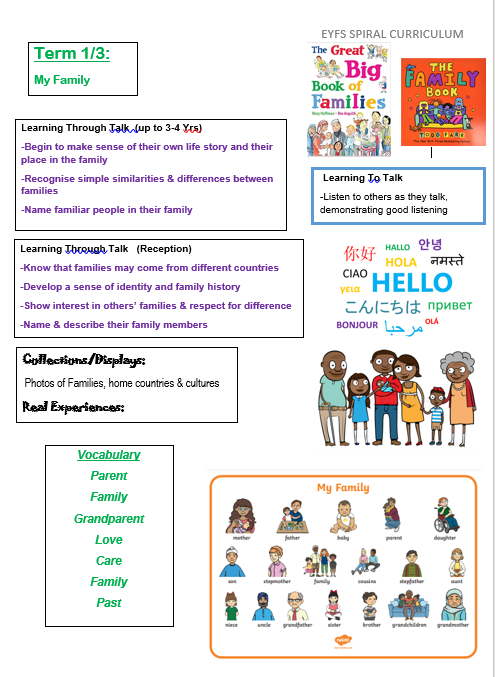 EYFS SPIRAL CURRICULUM
Term 1/3:
My Family
The Great
Big
Book of
Families
Mary Hoffman • Ros Asquith
THE
FAMILY
BOOK
TODD PARR
Learning Through Talk (up to 3-4 Yrs)
-Begin to make sense of their own life story and their
place in the family
-Recognise simple similarities & differences between
families
-Name familiar people in their family
Learning To Talk
-Listen to others as they talk,
demonstrating good listening
Learning Through Talk (Reception)
-Know that families may come from different countries
-Develop a sense of identity and family history
-Show interest in others’ families & respect for difference
-Name & describe their family members
你好 HALLO 안녕
CIAO HOLA नमस्ते
γεια HELLO
こんにちは привет
BONJOUR مرحبا OLÁ
Collections/Displays:
Photos of Families, home countries & cultures
Real Experiences:
Vocabulary
Parent
Family
Grandparent
Love
Care
Family
Past
My Family
mother father baby parent daughter
son stepmother family cousins stepfather aunt
niece uncle grandfather sister brother grandchildren grandmother
twinkl